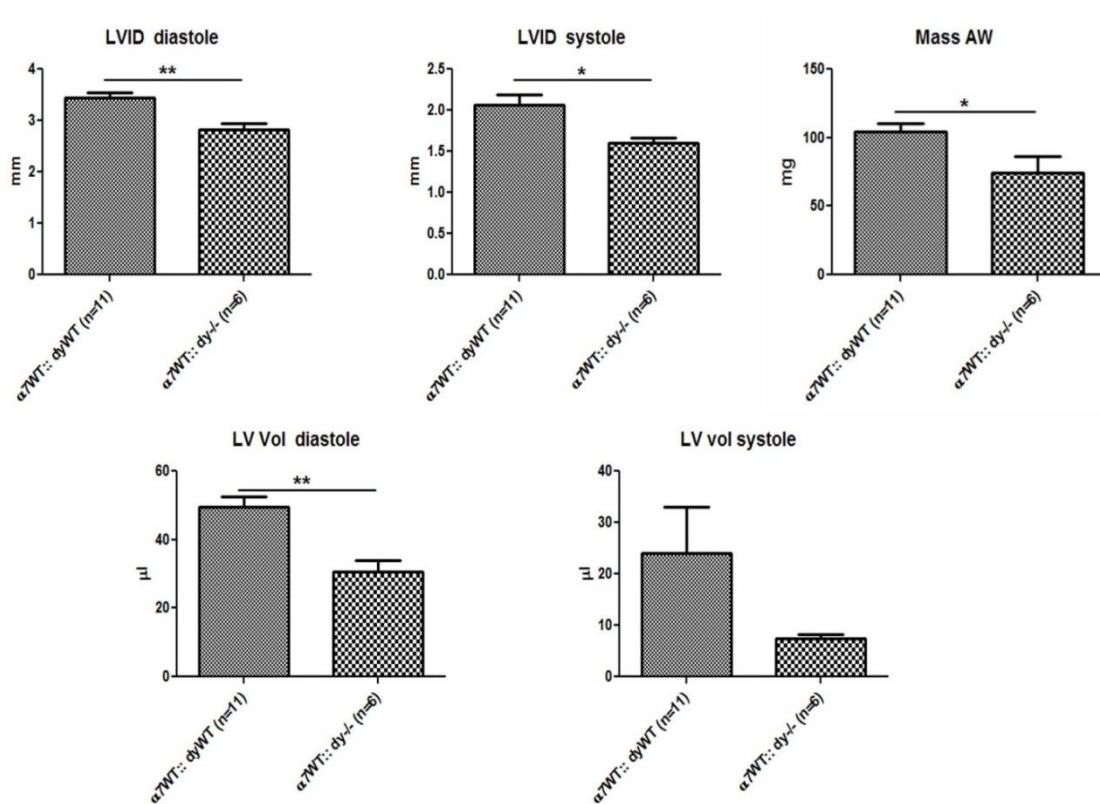 LVID diastole
4
3
2
1
0
mm
**
α7WT:: dyWT (n=11)
α7WT:: dy-/- (n=6)
LVID systole
2.5
2.0
1.5
1.0
0.5
0.0
mm
*
α7WT:: dyWT (n=11)
α7WT:: dy-/- (n=6)
Mass AW
150
100
50
0
mg
*
α7WT:: dyWT (n=11)
α7WT:: dy-/- (n=6)
LV Vol diastole
60
40
20
0
µl
**
α7WT:: dyWT (n=11)
α7WT:: dy-/- (n=6)
LV vol systole
40
30
20
10
0
µl
α7WT:: dyWT (n=11)
α7WT:: dy-/- (n=6)